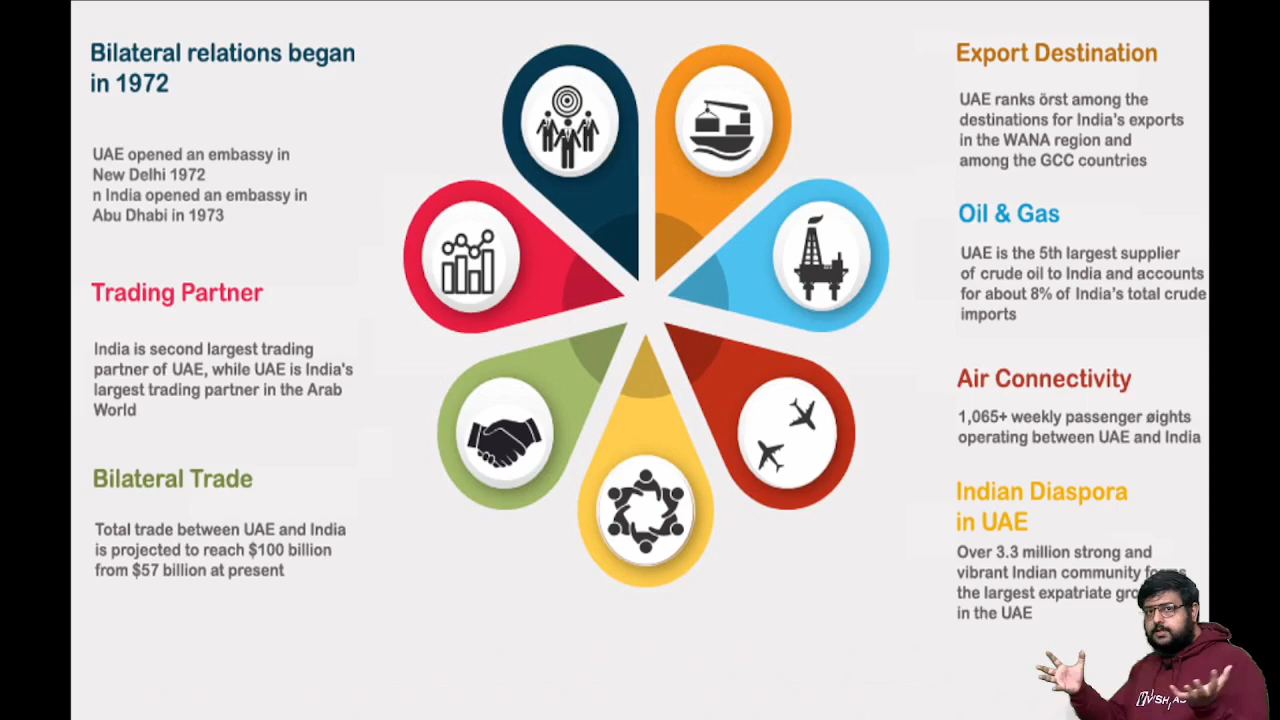 Bilateral relations began
in 1972
UAE opened an embassy in
New Delhi 1972
n India opened an embassy in
Abu Dhabi in 1973
Trading Partner
India is second largest trading
partner of UAE, while UAE is India's
largest trading partner in the Arab
World
Bilateral Trade
Total trade between UAE and India
is projected to reach $100 billion
from $57 billion at present
Export Destination
UAE ranks örst among the
destinations for India's exports
in the WANA region and
among the GCC countries
Oil & Gas
UAE is the 5th largest supplier
of crude oil to India and accounts
for about 8% of India's total crude
imports
Air Connectivity
1,065+ weekly passenger øights
operating between UAE and India
Indian Diaspora
in UAE
Over 3.3 million strong and
vibrant Indian community forms
the largest expatriate
in the UAE